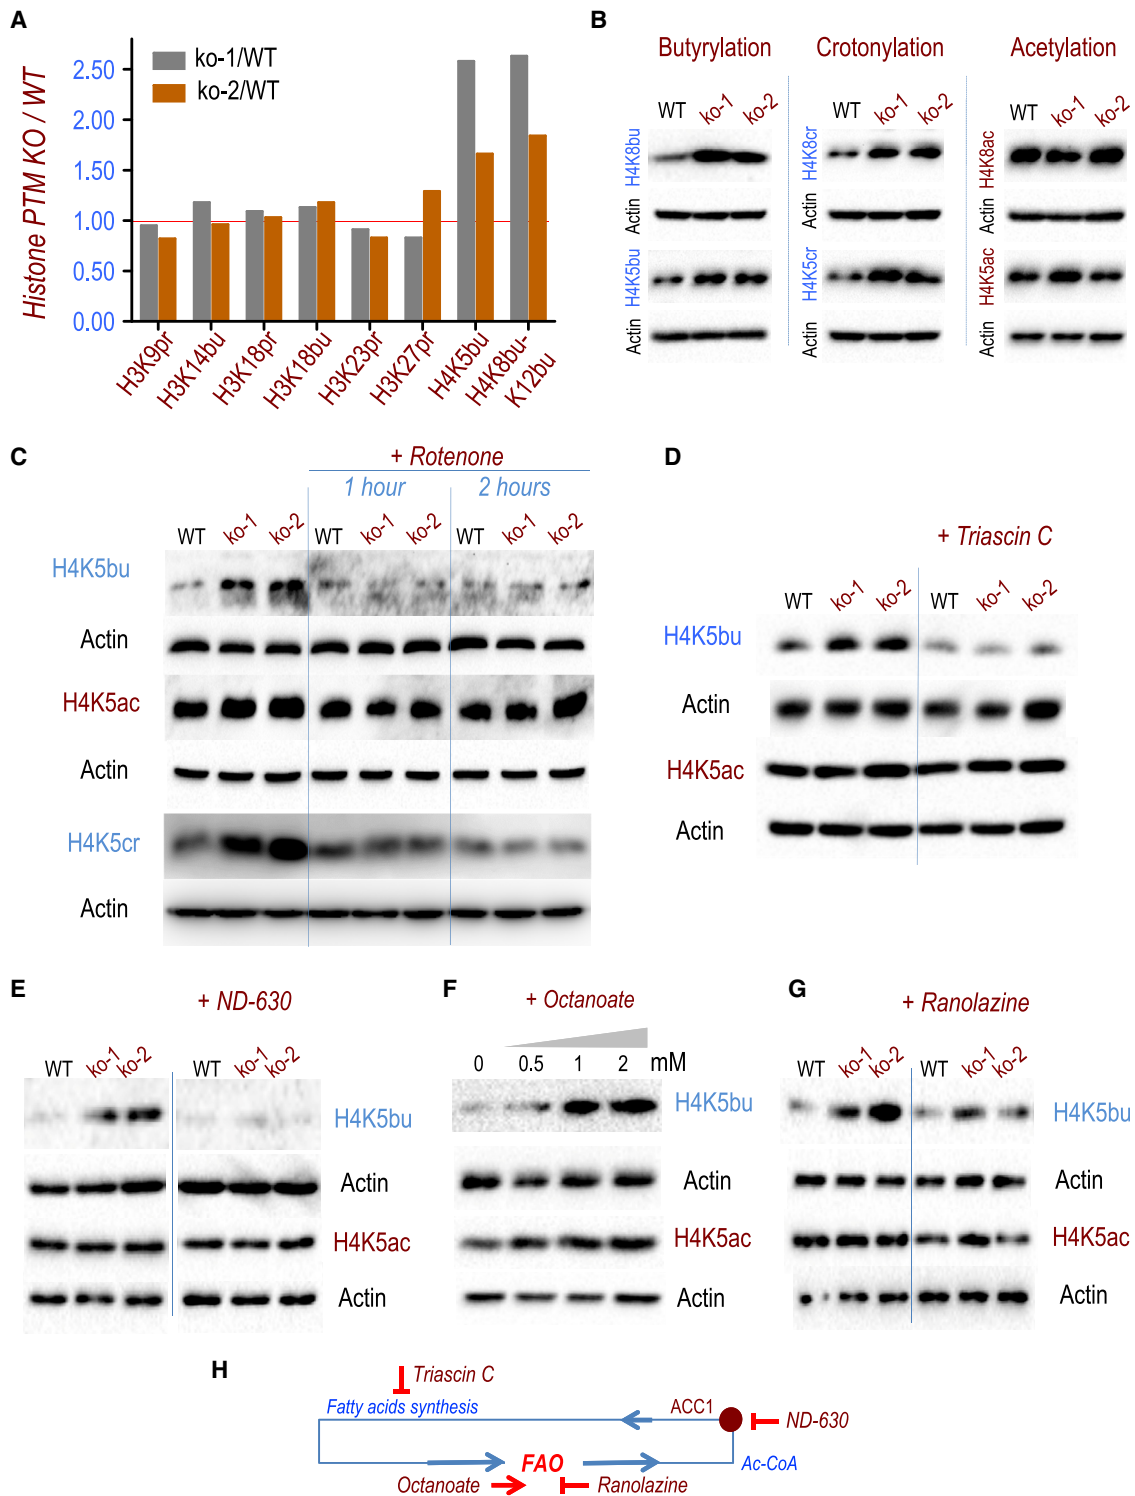 A
Histone PTM KO / WT
2.50
2.00
1.50
1.00
0.50
0.00
ko-1/WT
ko-2/WT
H3K9pr
H3K14bu
H3K18pr
H3K18bu
H3K23pr
H3K27pr
H4K5bu
H4K8bu-
K12bu
B
Butyrylation
Crotonylation
Acetylation
WT ko-1 ko-2
WT ko-1 ko-2
WT ko-1 ko-2
H4K8bu
H4K8cr
H4K8ac
Actin
Actin
Actin
H4K5bu
H4K5cr
H4K5ac
Actin
Actin
Actin
C
+ Rotenone
1 hour
2 hours
WT ko-1 ko-2 WT ko-1 ko-2 WT ko-1 ko-2
H4K5bu
Actin
H4K5ac
Actin
H4K5cr
Actin
D
+ Triascin C
WT ko-1 ko-2 WT ko-1 ko-2
H4K5bu
Actin
H4K5ac
Actin
E
+ ND-630
WT ko-1 ko-2 WT ko-1 ko-2
H4K5bu
Actin
H4K5ac
Actin
F
+ Octanoate
0 0.5 1 2 mM
H4K5bu
Actin
H4K5ac
Actin
G
+ Ranolazine
WT ko-1 ko-2 WT ko-1 ko-2
H4K5bu
Actin
H4K5ac
Actin
H
Triascin C
Fatty acids synthesis
ACC1
ND-630
FAO
Ac-CoA
Octanoate
Ranolazine